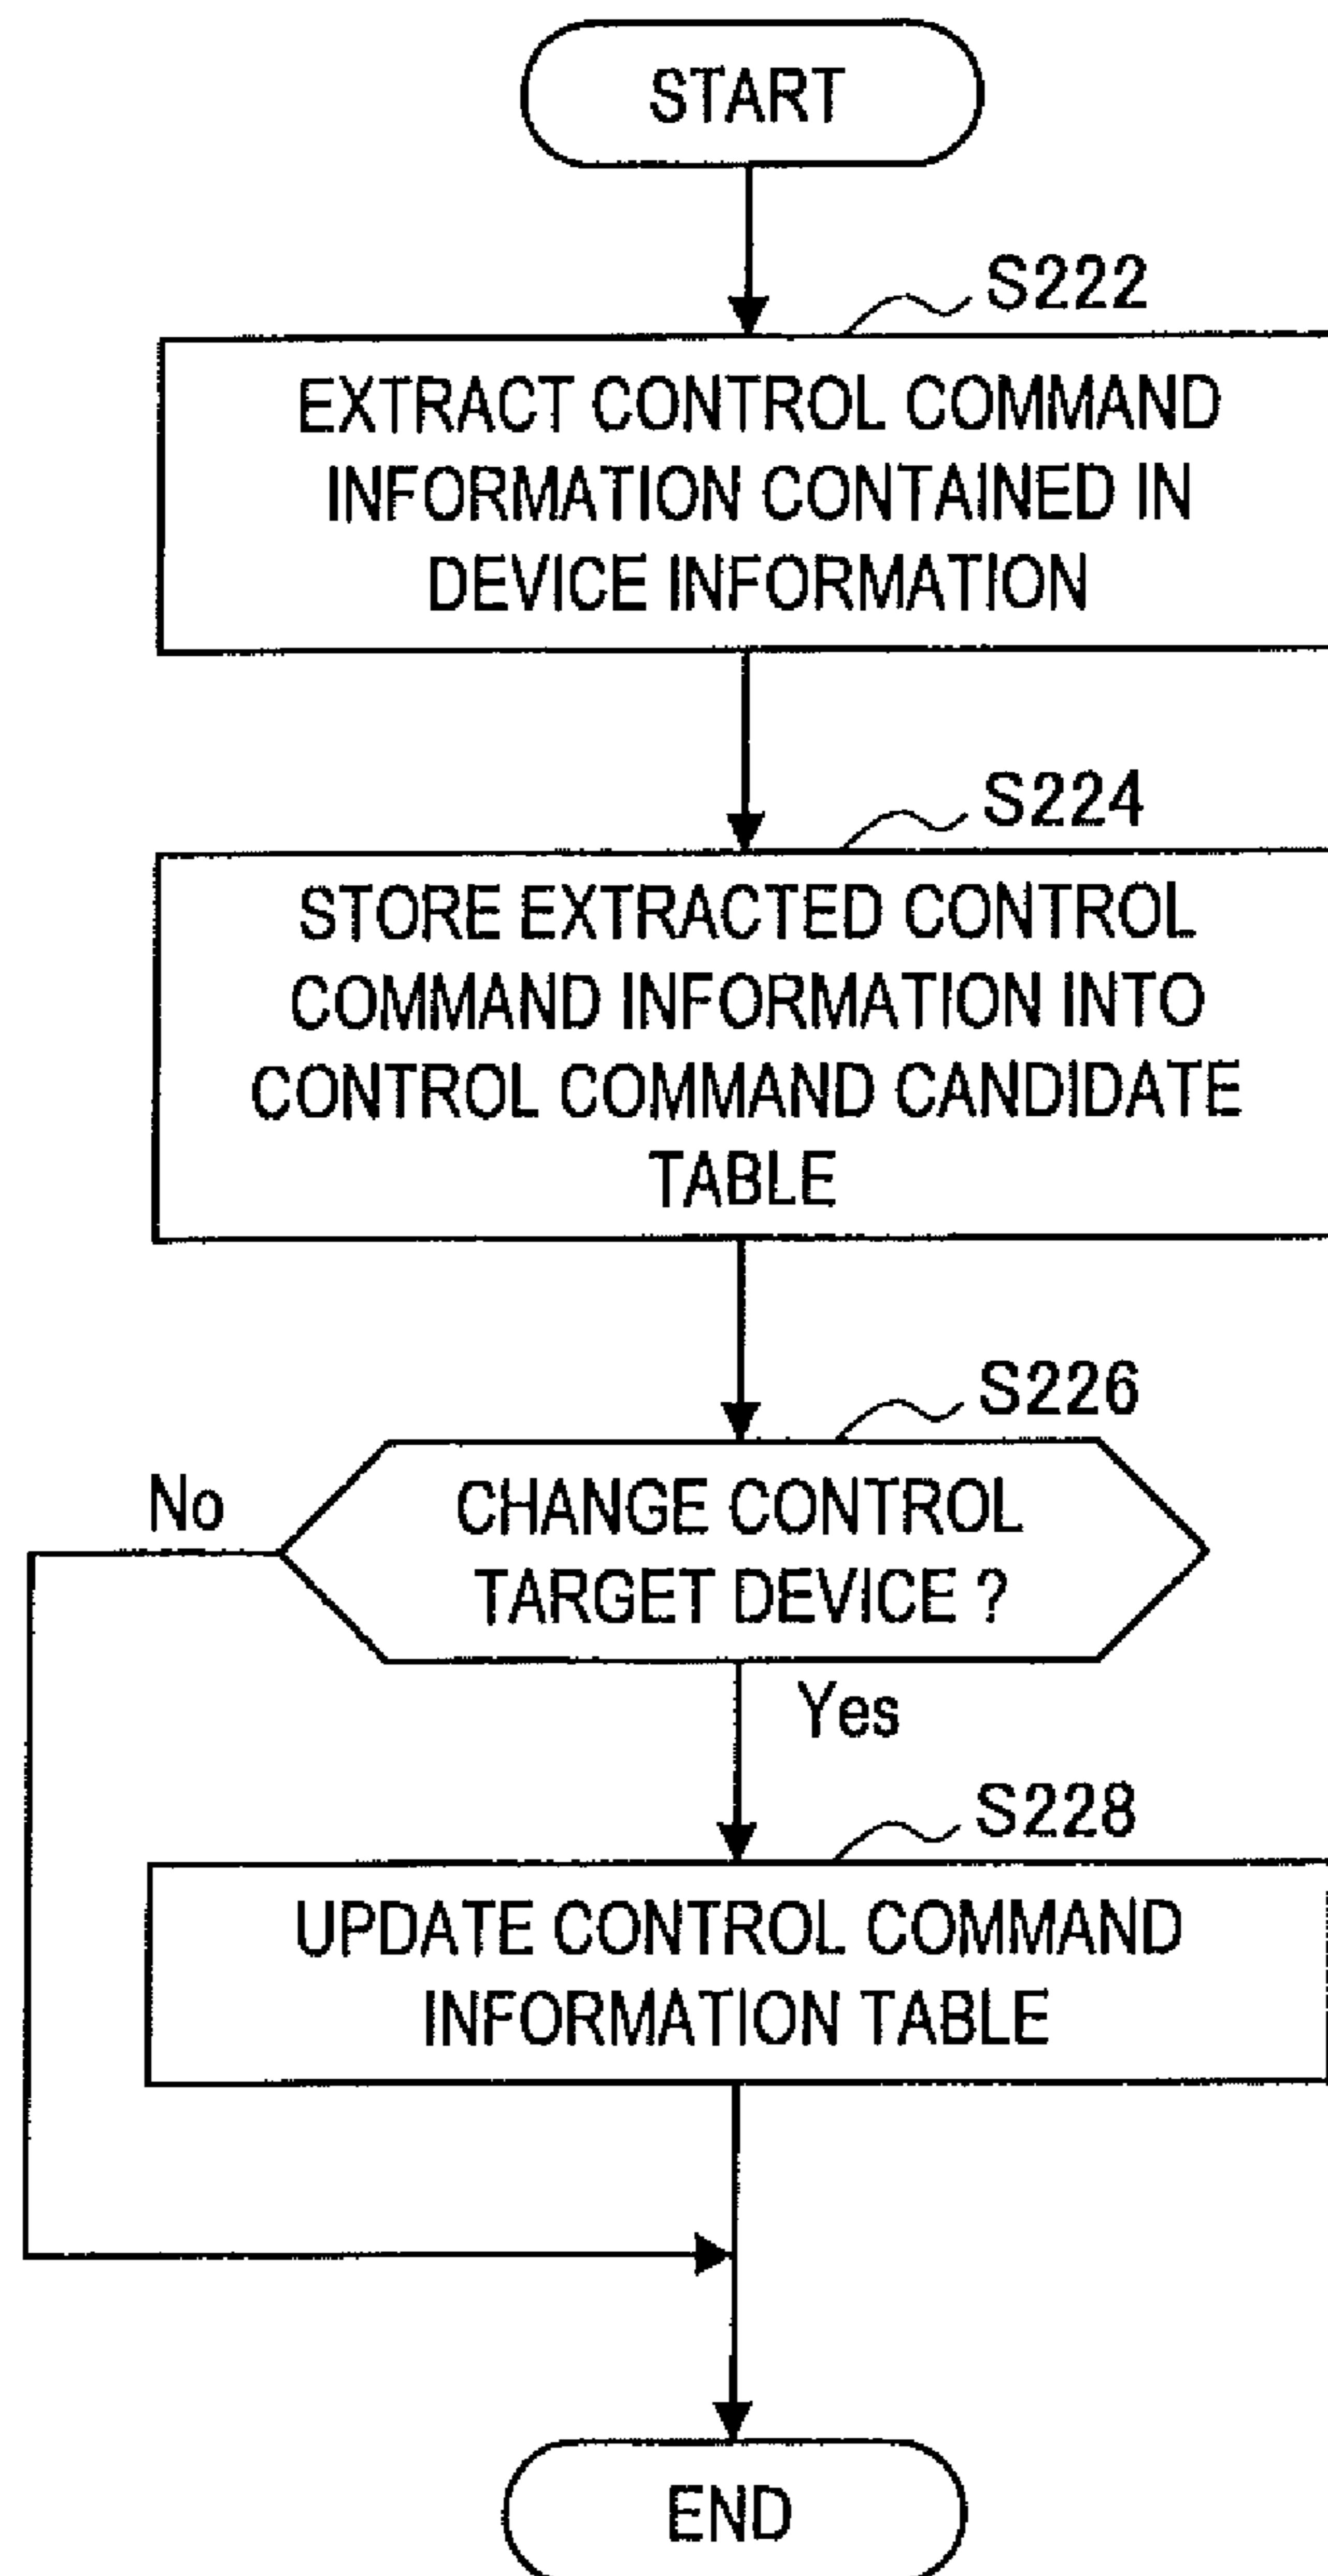 START
S222
EXTRACT CONTROL COMMAND
INFORMATION CONTAINED IN
DEVICE INFORMATION
S224
STORE EXTRACTED CONTROL
COMMAND INFORMATION INTO
CONTROL COMMAND CANDIDATE
TABLE
S226
No
CHANGE CONTROL
TARGET DEVICE ?
Yes
S228
UPDATE CONTROL COMMAND
INFORMATION TABLE
END